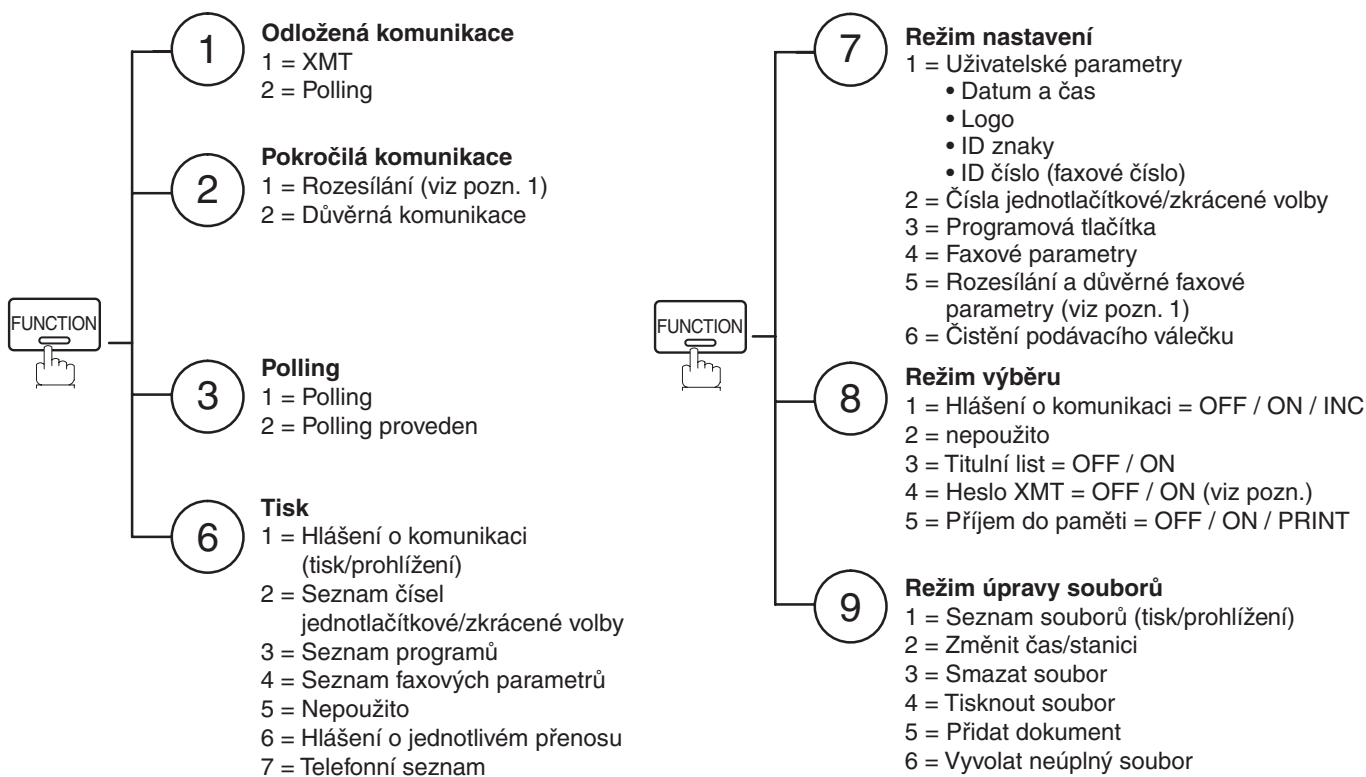 FUNCTION
1
Odložená komunikace
1 = XMT
2 = Polling
2
Pokročilá komunikace
1 = Rozesílání (viz pozn. 1)
2 = Důvěrná komunikace
3
Polling
1 = Polling
2 = Polling proveden
6
Tisk
1 = Hlášení o komunikaci
(tisk/prohlížení)
2 = Seznam čísel
jednotlačítkové/zkrácené volby
3 = Seznam programů
4 = Seznam faxových parametrů
5 = Nepoužito
6 = Hlášení o jednotlivém přenosu
7 = Telefonní seznam
FUNCTION
7
Režim nastavení
1 = Uživatelské parametry
• Datum a čas
• Logo
• ID znaky
• ID číslo (faxové číslo)
2 = Čísla jednotlačítkové/zkrácené volby
3 = Programová tlačítka
4 = Faxové parametry
5 = Rozesílání a důvěrné faxové
parametry (viz pozn. 1)
6 = Čistění podávacího válečku
8
Režim výběru
1 = Hlášení o komunikaci = OFF / ON / INC
2 = nepoužito
3 = Titulní list = OFF / ON
4 = Heslo XMT = OFF / ON (viz pozn.)
5 = Příjem do paměti = OFF / ON / PRINT
9
Režim úpravy souborů
1 = Seznam souborů (tisk/prohlížení)
2 = Změnit čas/stanici
3 = Smazat soubor
4 = Tisknout soubor
5 = Přidat dokument
6 = Vyvolat neúplný soubor